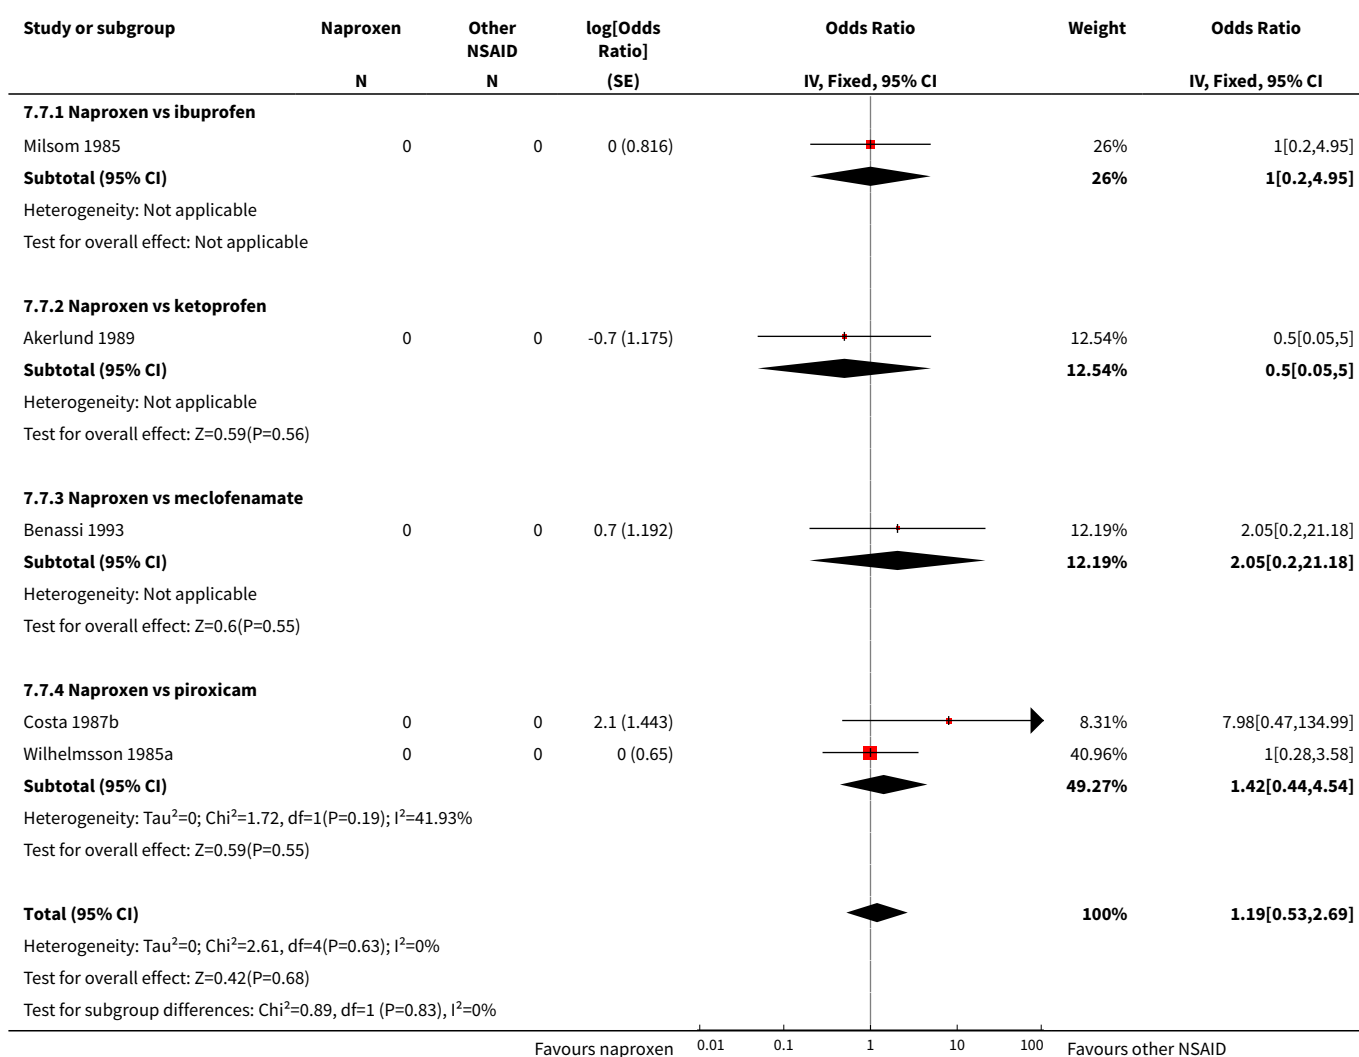 Study or subgroup Naproxen Other NSAID log[Odds Ratio] Odds Ratio Weight Odds Ratio
N N (SE) IV, Fixed, 95% CI IV, Fixed, 95% CI
7.7.1 Naproxen vs ibuprofen
Milsom 1985 0 0 0 (0.816) 26% 1[0.2,4.95]
Subtotal (95% CI) 26% 1[0.2,4.95]
Heterogeneity: Not applicable
Test for overall effect: Not applicable
7.7.2 Naproxen vs ketoprofen
Akerlund 1989 0 0 -0.7 (1.175) 12.54% 0.5[0.05,5]
Subtotal (95% CI) 12.54% 0.5[0.05,5]
Heterogeneity: Not applicable
Test for overall effect: Z=0.59(P=0.56)
7.7.3 Naproxen vs meclofenamate
Benassi 1993 0 0 0.7 (1.192) 12.19% 2.05[0.2,21.18]
Subtotal (95% CI) 12.19% 2.05[0.2,21.18]
Heterogeneity: Not applicable
Test for overall effect: Z=0.6(P=0.55)
7.7.4 Naproxen vs piroxicam
Costa 1987b 0 0 2.1 (1.443) 8.31% 7.98[0.47,134.99]
Wilhelmsson 1985a 0 0 0 (0.65) 40.96% 1[0.28,3.58]
Subtotal (95% CI) 49.27% 1.42[0.44,4.54]
Heterogeneity: Tau²=0; Chi²=1.72, df=1(P=0.19); I²=41.93%
Test for overall effect: Z=0.59(P=0.55)
Total (95% CI) 100% 1.19[0.53,2.69]
Heterogeneity: Tau²=0; Chi²=2.61, df=4(P=0.63); I²=0%
Test for overall effect: Z=0.42(P=0.68)
Test for subgroup differences: Chi²=0.89, df=1 (P=0.83), I²=0%
Favours naproxen 0.01 0.1 1 10 100 Favours other NSAID